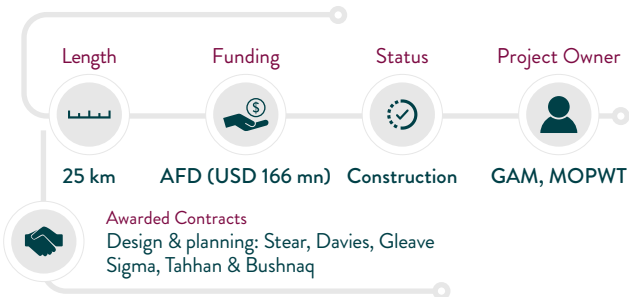 Length
Funding
Status
Project Owner
$
25 km
AFD (USD 166 mn)
Construction
GAM, MOPWT
Awarded Contracts
Design & planning: Stear, Davies, Gleave
Sigma, Tahhan & Bushnaq